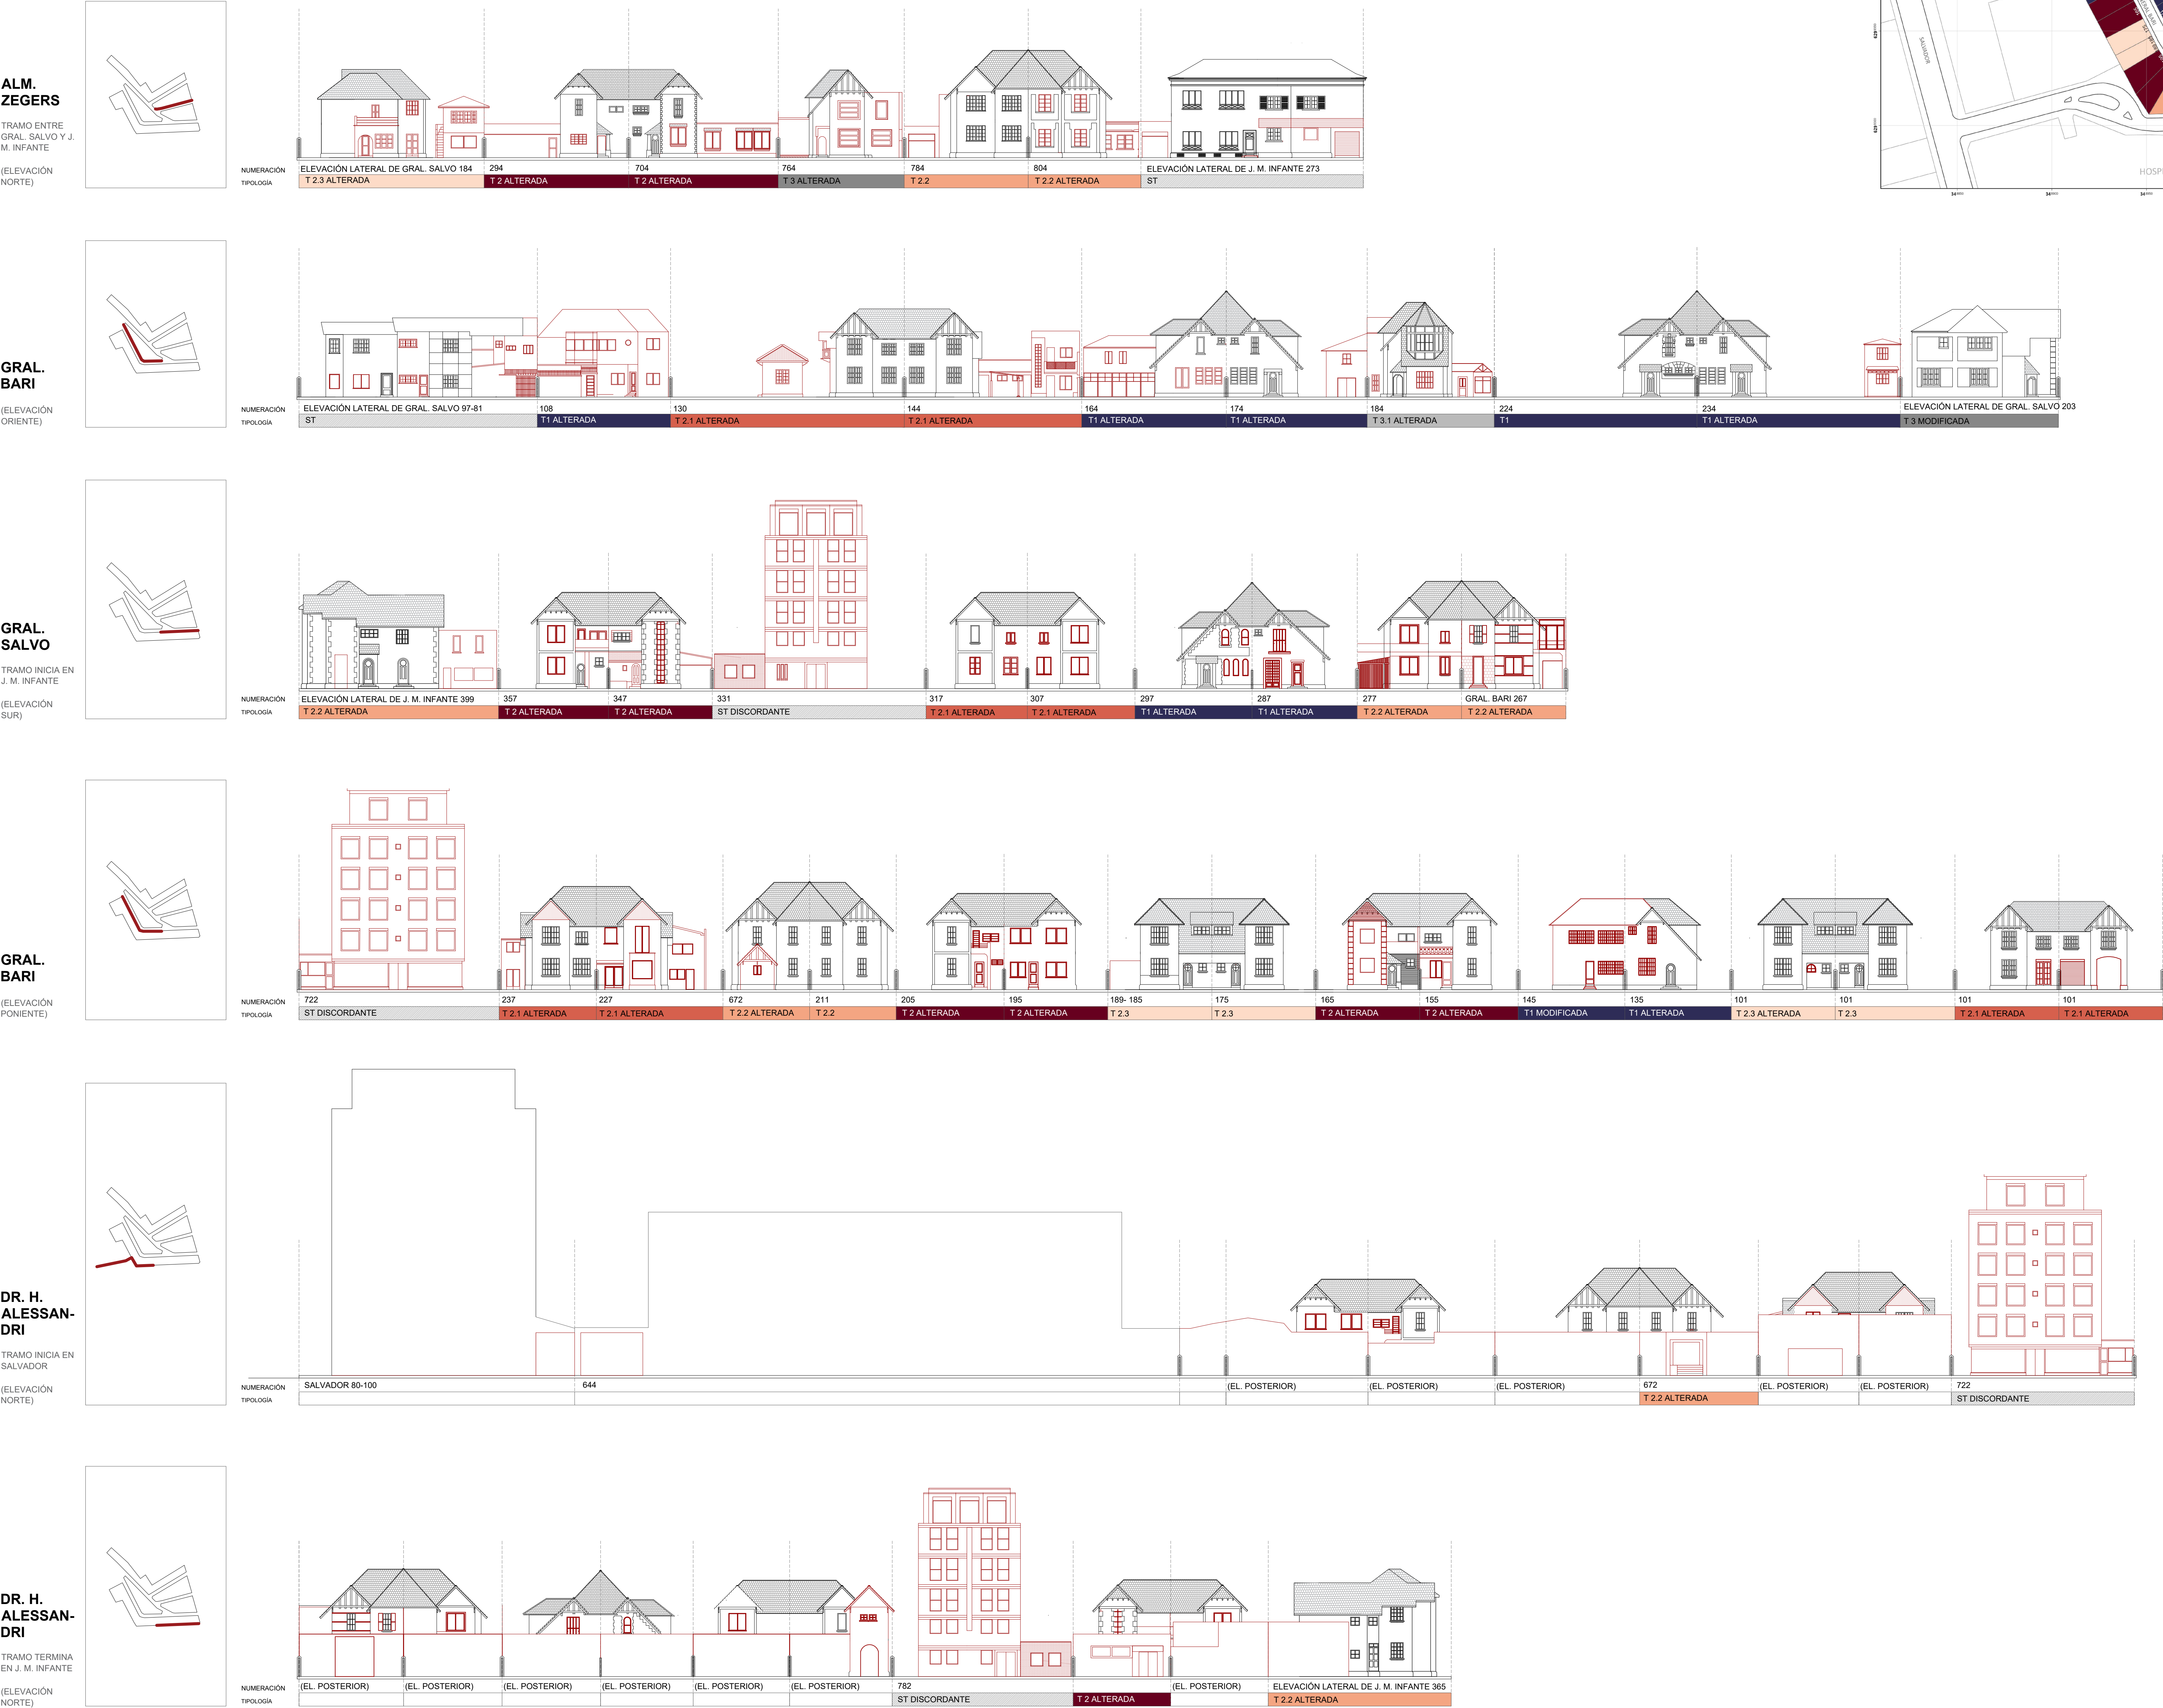 ALM.
ZEGERS
TRAMO ENTRE
GRAL. SALVO Y J.
M. INFANTE
(ELEVACIÓN
NORTE)
NUMERACIÓN
ELEVACIÓN LATERAL DE GRAL. SALVO 184 294 704 764 784 804 ELEVACIÓN LATERAL DE J. M. INFANTE 273
TIPOLOGÍA
T 2.3 ALTERADA T 2 ALTERADA T 2 ALTERADA T 3 ALTERADA T 2.2 T 2.2 ALTERADA ST
SALVADOR
HOSP
GRAL.
BARI
(ELEVACIÓN
ORIENTE)
NUMERACIÓN
ELEVACIÓN LATERAL DE GRAL. SALVO 97-81 108 130 144 164 174 184 224 234 ELEVACIÓN LATERAL DE GRAL. SALVO 203
TIPOLOGÍA
ST T1 ALTERADA T 2.1 ALTERADA T 2.1 ALTERADA T1 ALTERADA T1 ALTERADA T 3.1 ALTERADA T1 T1 ALTERADA T 3 MODIFICADA
GRAL.
SALVO
TRAMO INICIA EN
J. M. INFANTE
(ELEVACIÓN
SUR)
NUMERACIÓN
ELEVACIÓN LATERAL DE J. M. INFANTE 399 357 347 331 317 307 297 287 277 GRAL. BARI 267
TIPOLOGÍA
T 2.2 ALTERADA T 2 ALTERADA T 2 ALTERADA ST DISCORDANTE T 2.1 ALTERADA T 2.1 ALTERADA T1 ALTERADA T1 ALTERADA T 2.2 ALTERADA T 2.2 ALTERADA
GRAL.
BARI
(ELEVACIÓN
PONIENTE)
NUMERACIÓN
722 237 227 672 211 205 195 189- 185 175 165 155 145 135 101 101 101 101
TIPOLOGÍA
ST DISCORDANTE T 2.1 ALTERADA T 2.1 ALTERADA T 2.2 ALTERADA T 2.2 T 2 ALTERADA T 2 ALTERADA T 2.3 T 2.3 T 2 ALTERADA T 2 ALTERADA T1 MODIFICADA T1 ALTERADA T 2.3 ALTERADA T 2.3 T 2.1 ALTERADA T 2.1 ALTERADA
DR. H.
ALESSAN-
DRI
TRAMO INICIA EN
SALVADOR
(ELEVACIÓN
NORTE)
NUMERACIÓN
SALVADOR 80-100 644 (EL. POSTERIOR) (EL. POSTERIOR) (EL. POSTERIOR) 672 (EL. POSTERIOR) (EL. POSTERIOR) 722
TIPOLOGÍA
T 2.2 ALTERADA ST DISCORDANTE
DR. H.
ALESSAN-
DRI
TRAMO TERMINA
EN J. M. INFANTE
(ELEVACIÓN
NORTE)
NUMERACIÓN
(EL. POSTERIOR) (EL. POSTERIOR) (EL. POSTERIOR) (EL. POSTERIOR) (EL. POSTERIOR) (EL. POSTERIOR) 782 (EL. POSTERIOR) ELEVACIÓN LATERAL DE J. M. INFANTE 365
TIPOLOGÍA
ST DISCORDANTE T 2 ALTERADA T 2.2 ALTERADA